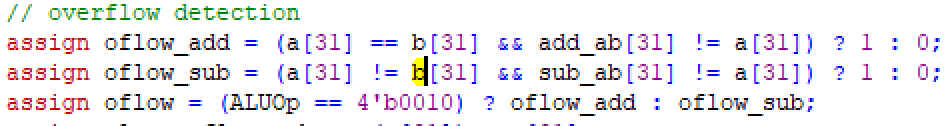 // overflow detection
assign oflow_add = (a[31] == b[31] && add_ab[31] != a[31]) ? 1 : 0;
assign oflow_sub = (a[31] != b[31] && sub_ab[31] != a[31]) ? 1 : 0;
assign oflow = (ALUOp == 4'b0010) ? oflow_add : oflow_sub;